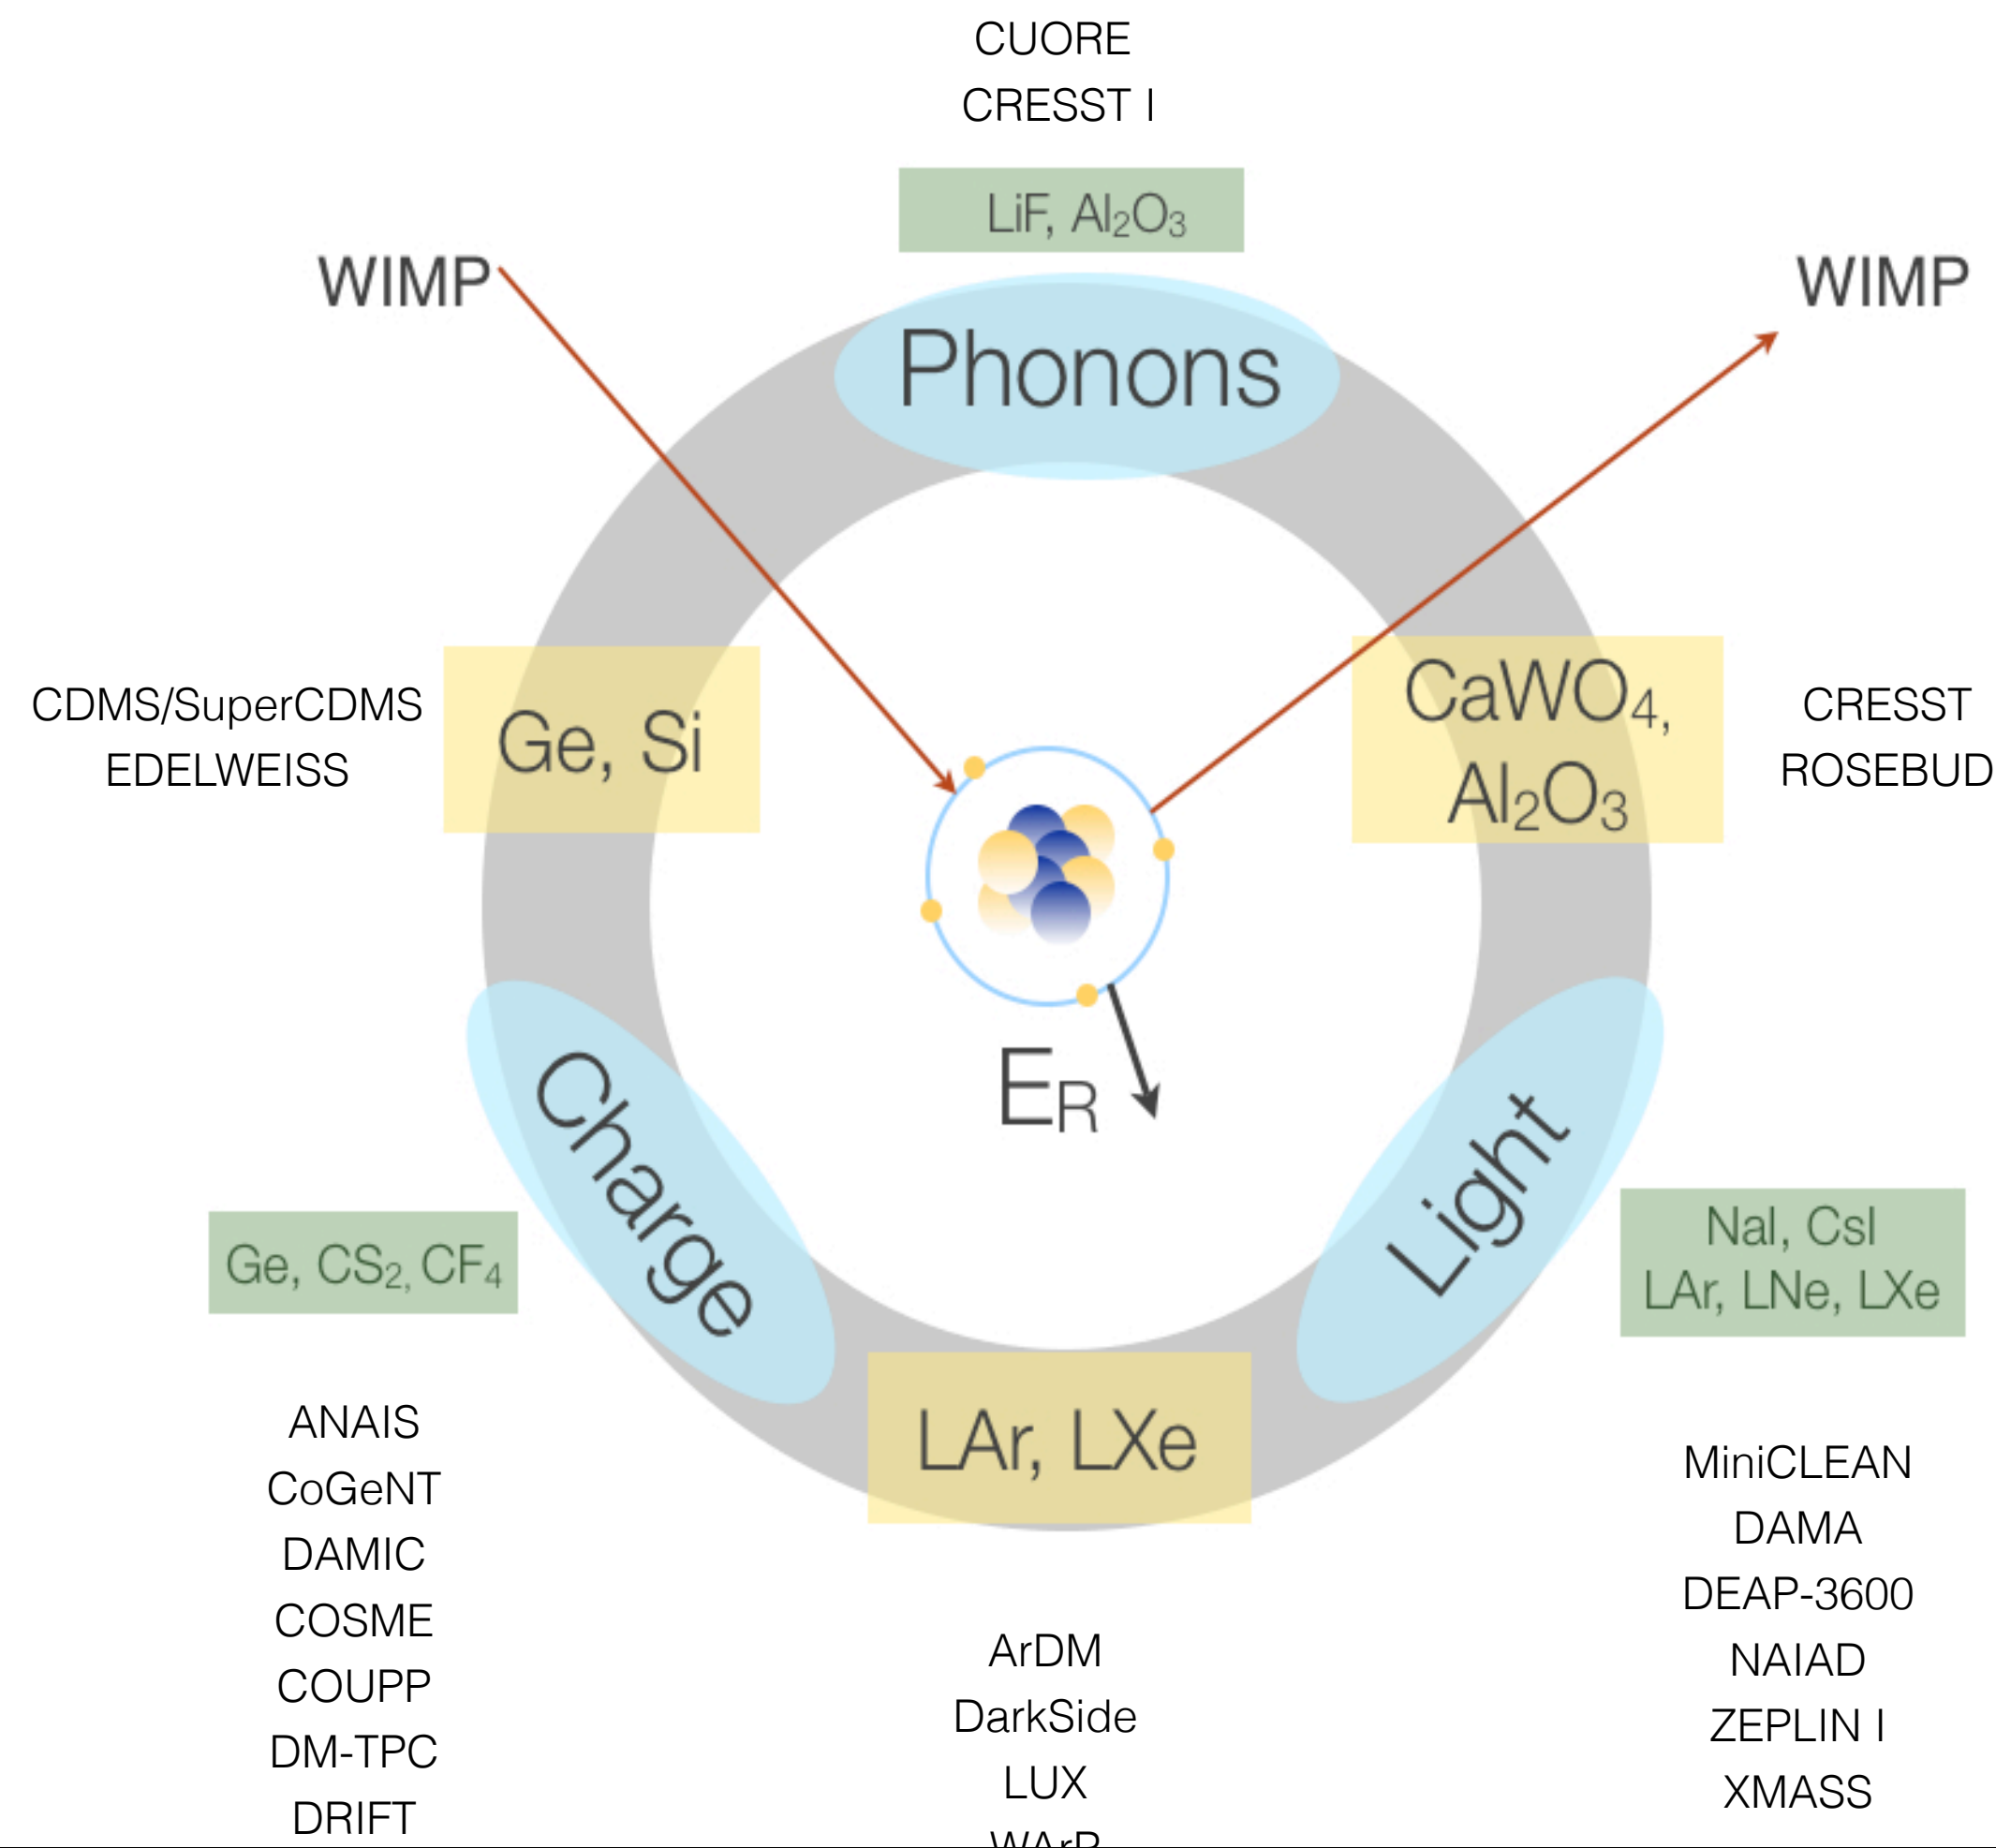 CUORE
CRESST I
LiF, Al₂O₃
WIMP
WIMP
Phonons
CDMS/SuperCDMS
EDELWEISS
Ge, Si
CaWO₄,
Al₂O₃
CRESST
ROSEBUD
E_R
Charge
Light
Ge, CS₂, CF₄
NaI, CsI
LAr, LNe, LXe
LAr, LXe
ANAIS
CoGeNT
DAMIC
COSME
COUPP
DM-TPC
DRIFT
ArDM
DarkSide
LUX
MiniCLEAN
DAMA
DEAP-3600
NAIAD
ZEPLIN I
XMASS